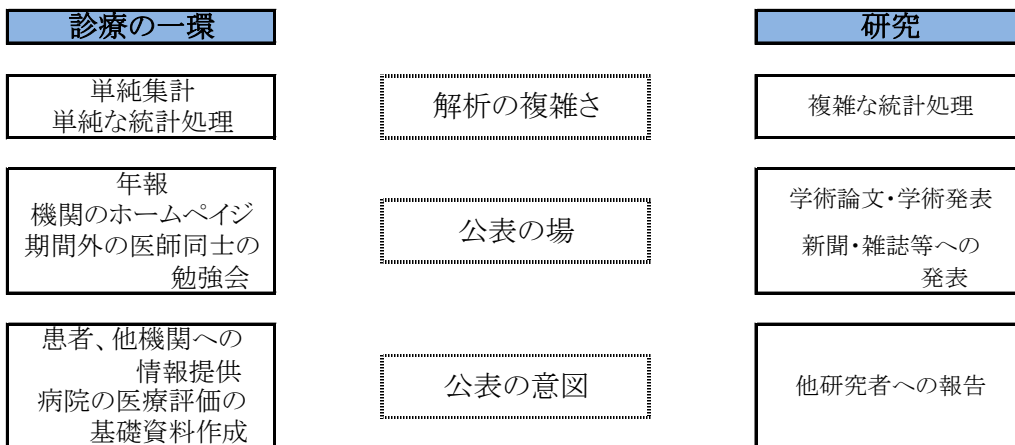 診療の一環
研究
単純集計
単純な統計処理
解析の複雑さ
複雑な統計処理
年報
機関のホームペイジ
期間外の医師同士の
勉強会
公表の場
学術論文・学術発表
新聞・雑誌等への
発表
患者、他機関への
情報提供
病院の医療評価の
基礎資料作成
公表の意図
他研究者への報告